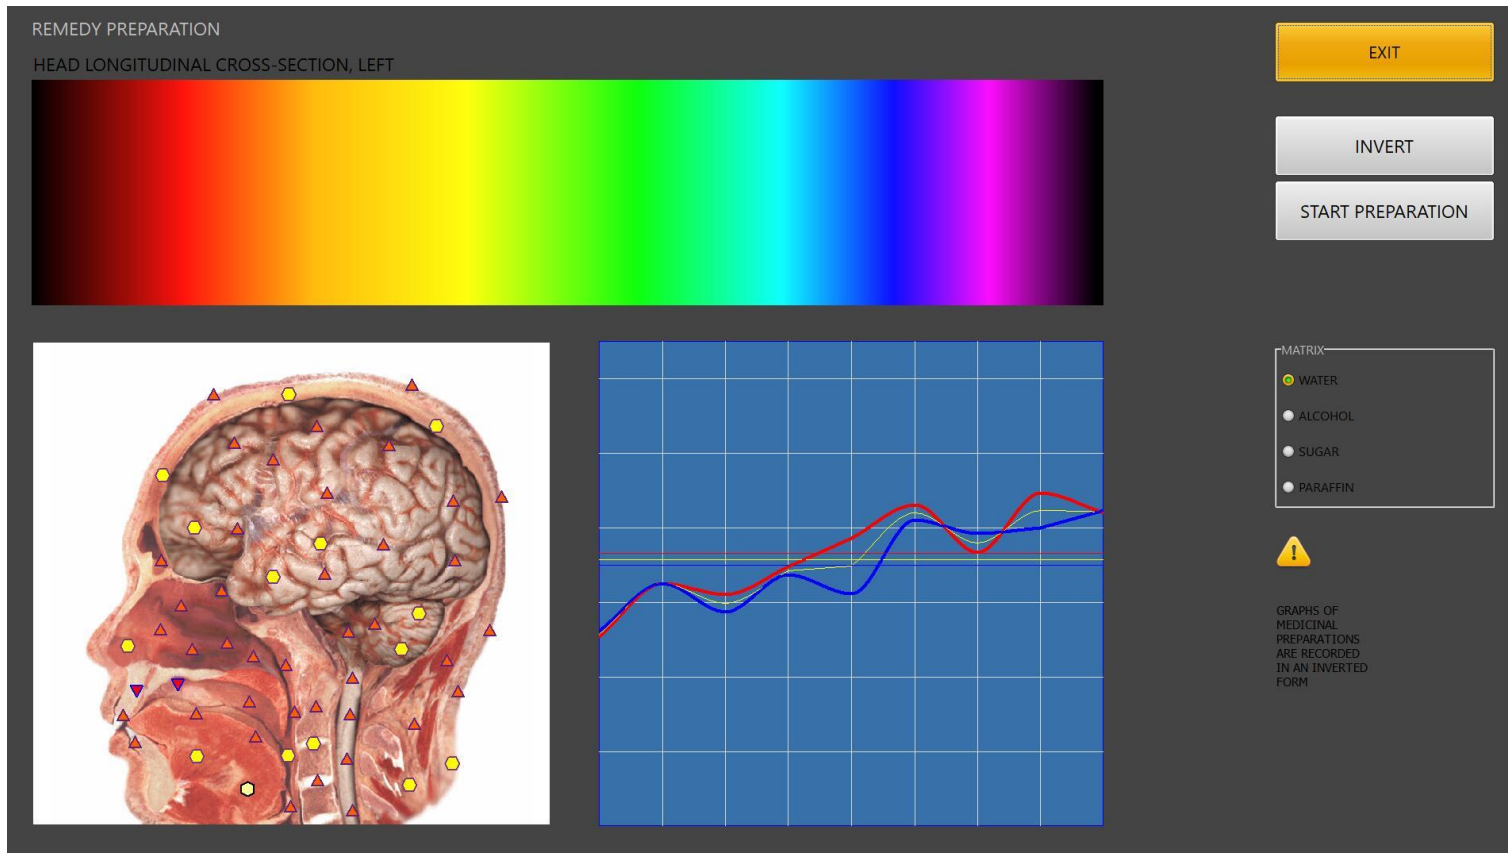 REMEDY PREPARATION
HEAD LONGITUDINAL CROSS-SECTION, LEFT
EXIT
INVERT
START PREPARATION
MATRIX
WATER
ALCOHOL
SUGAR
PARAFFIN
GRAPHS OF
MEDICINAL
PREPARATIONS
ARE RECORDED
IN AN INVERTED
FORM